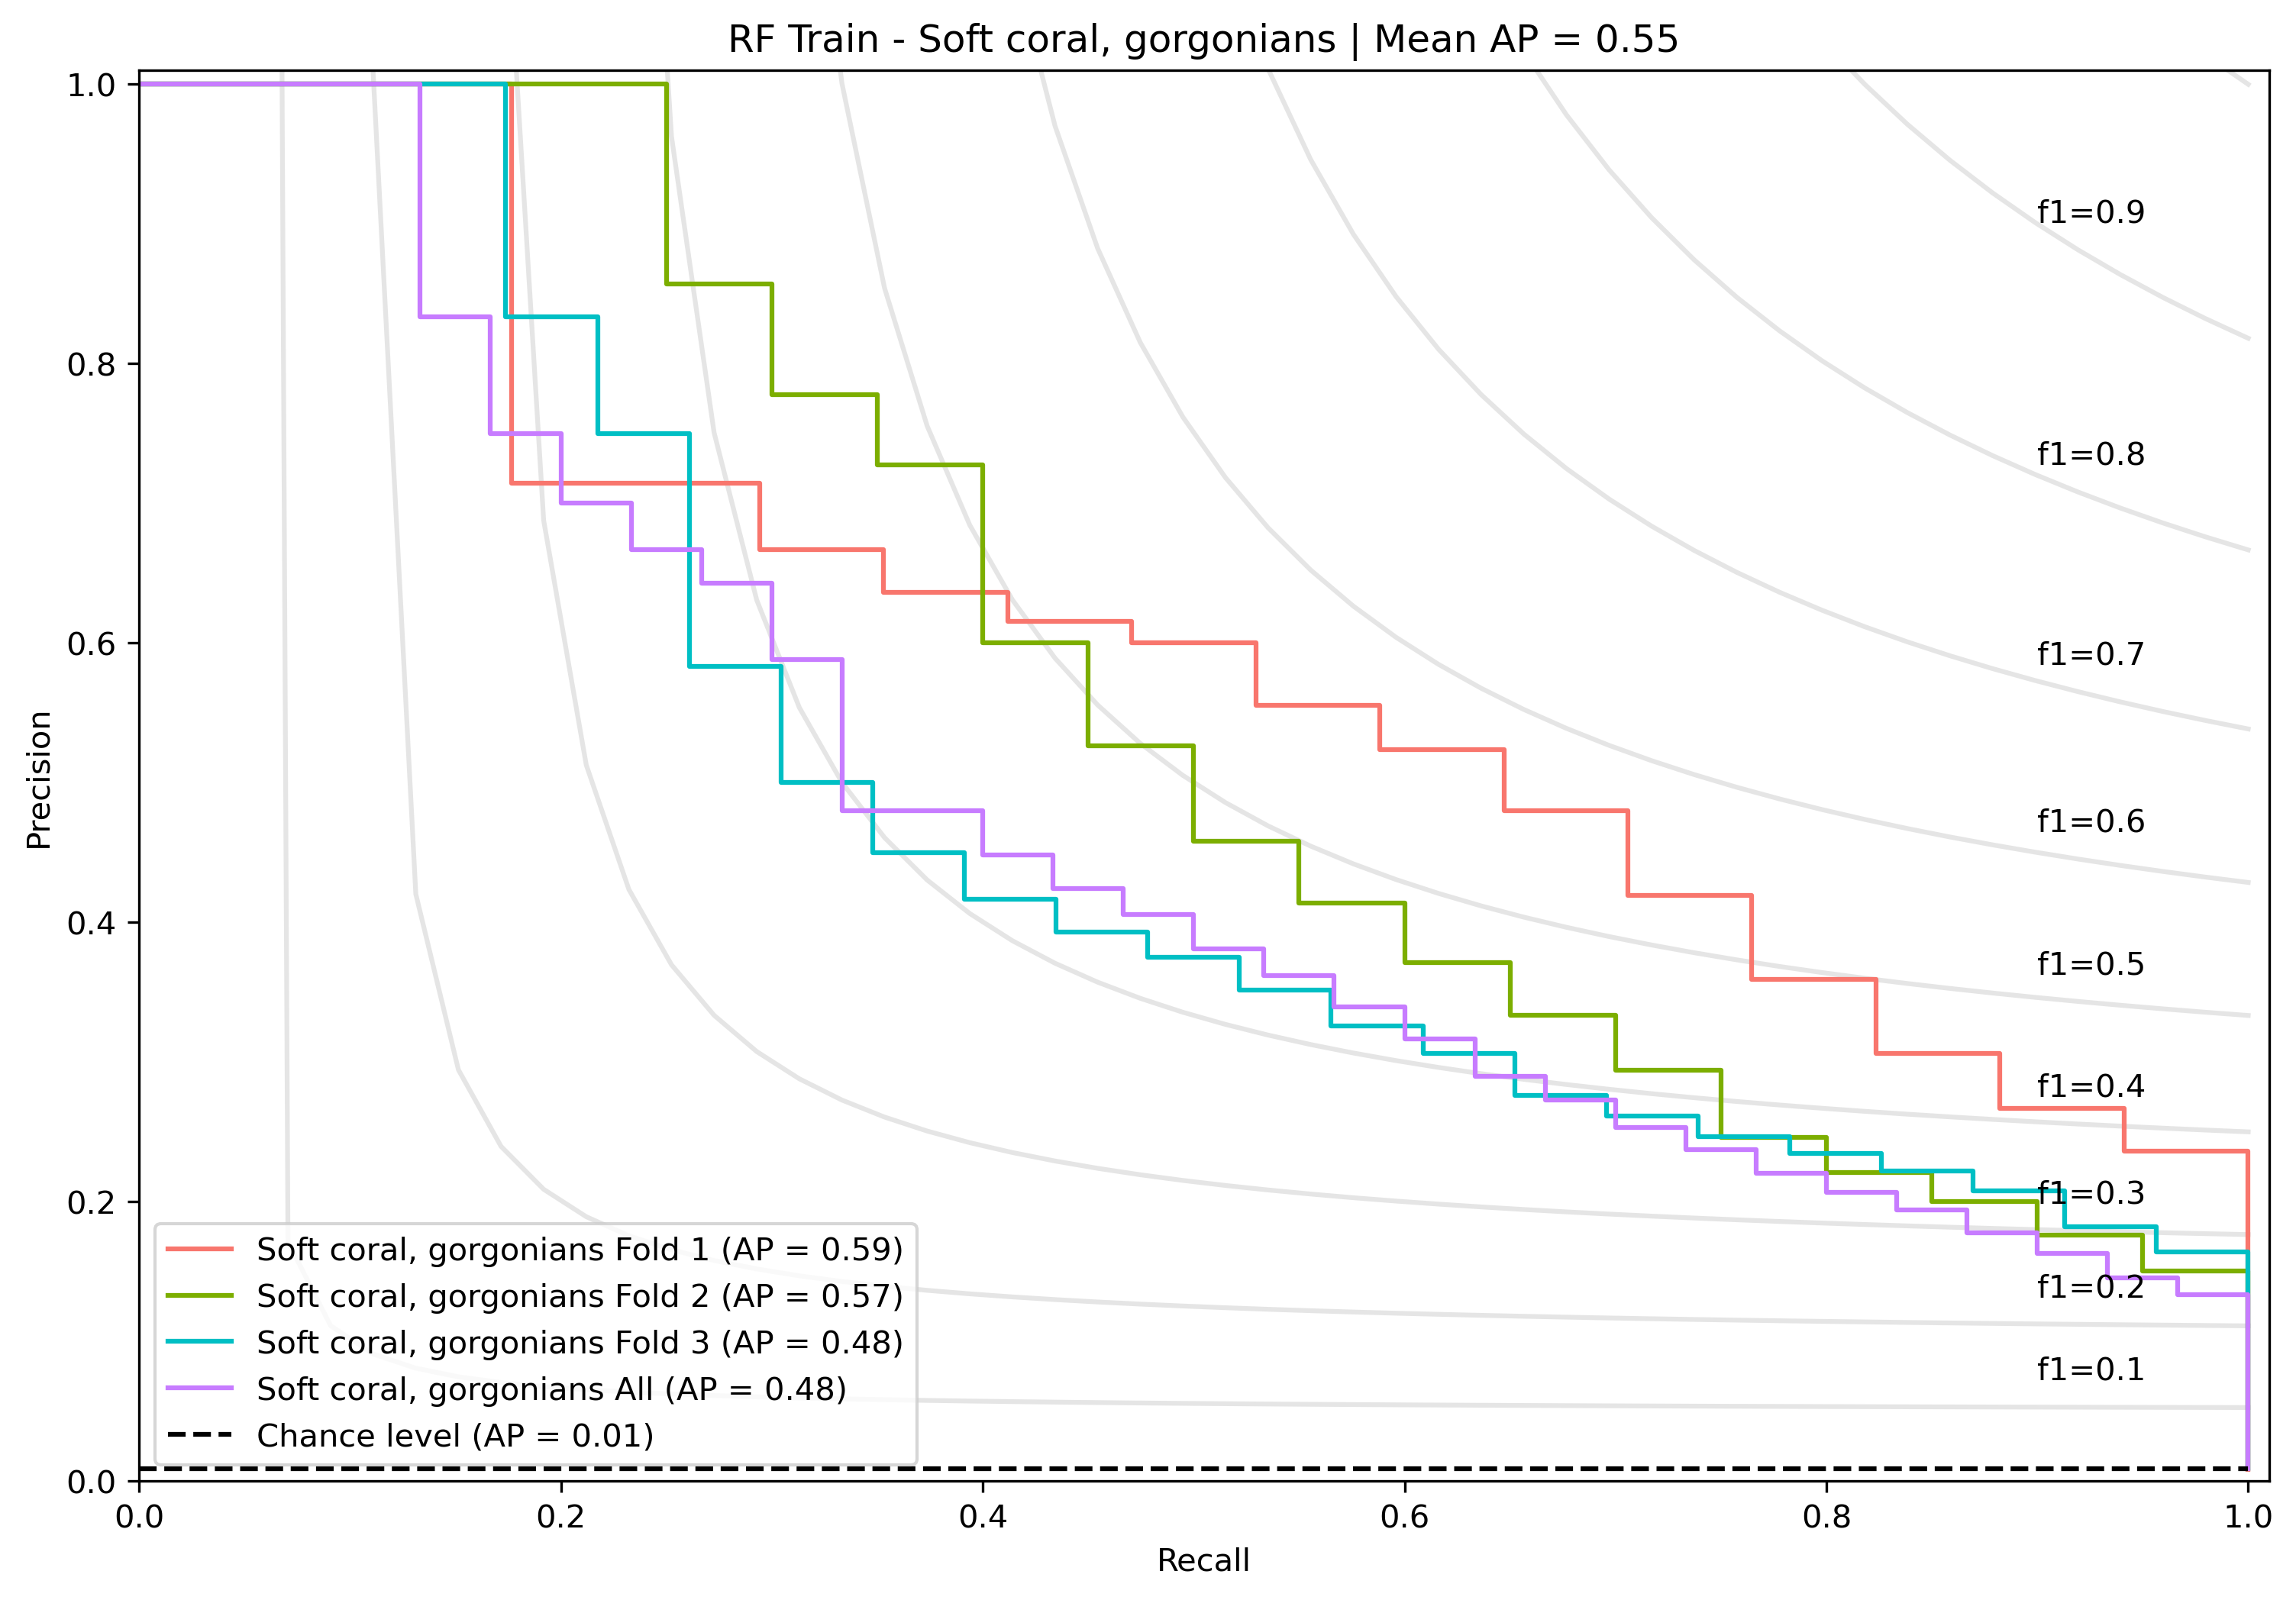 RF Train - Soft coral, gorgonians | Mean AP = 0.55
1.0
0.8
0.6
0.4
0.2
0.0
Precision
f1=0.9
f1=0.8
f1=0.7
f1=0.6
f1=0.5
f1=0.4
f1=0.3
f1=0.2
f1=0.1
Soft coral, gorgonians Fold 1 (AP = 0.59)
Soft coral, gorgonians Fold 2 (AP = 0.57)
Soft coral, gorgonians Fold 3 (AP = 0.48)
Soft coral, gorgonians All (AP = 0.48)
Chance level (AP = 0.01)
0.0 0.2 0.4 0.6 0.8 1.0
Recall